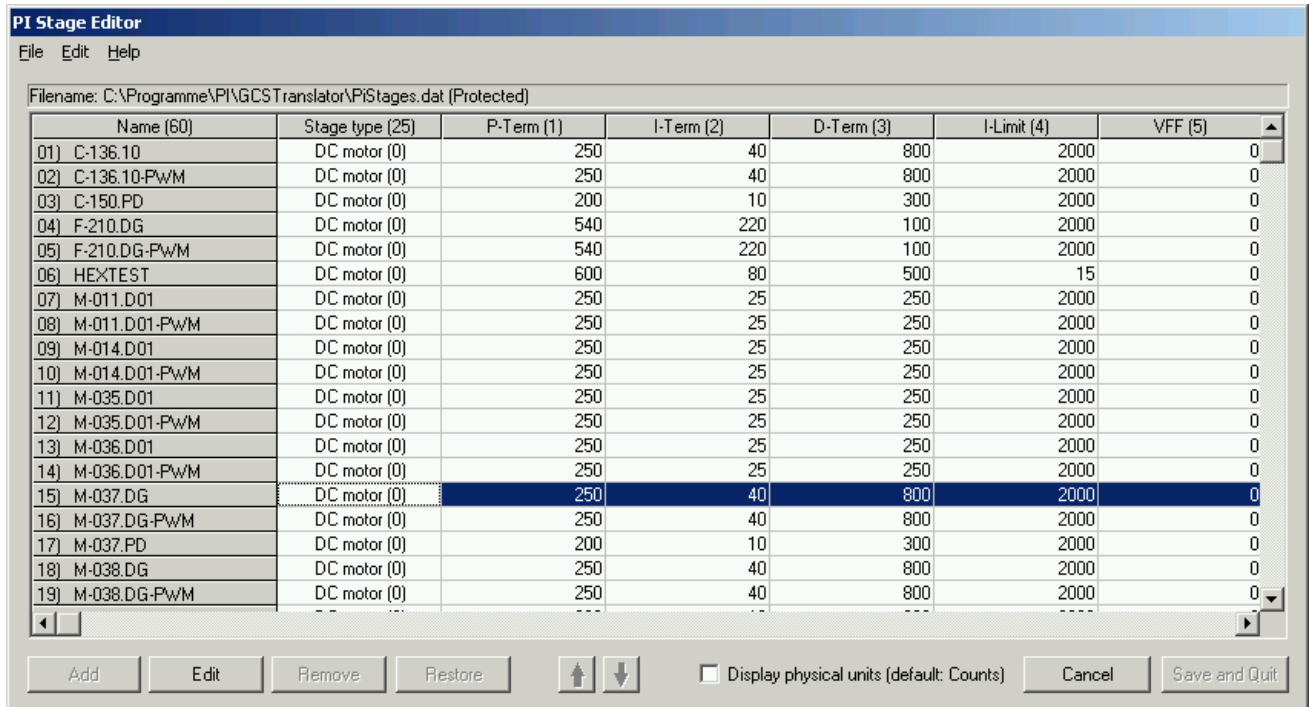 PI Stage Editor
File Edit Help
Filename: C:\Programme\PI\GCSTranslator\PiStages.dat (Protected)
Name (60) Stage type (25) P-Term (1) I-Term (2) D-Term (3) I-Limit (4) VFF (5)
01) C-136.10 DC motor (0) 250 40 800 2000 0
02) C-136.10-PWM DC motor (0) 250 40 800 2000 0
03) C-150.PD DC motor (0) 200 10 300 2000 0
04) F-210.DG DC motor (0) 540 220 100 2000 0
05) F-210.DG-PWM DC motor (0) 540 220 100 2000 0
06) HEXTEST DC motor (0) 600 80 500 15 0
07) M-011.D01 DC motor (0) 250 25 250 2000 0
08) M-011.D01-PWM DC motor (0) 250 25 250 2000 0
09) M-014.D01 DC motor (0) 250 25 250 2000 0
10) M-014.D01-PWM DC motor (0) 250 25 250 2000 0
11) M-035.D01 DC motor (0) 250 25 250 2000 0
12) M-035.D01-PWM DC motor (0) 250 25 250 2000 0
13) M-036.D01 DC motor (0) 250 25 250 2000 0
14) M-036.D01-PWM DC motor (0) 250 25 250 2000 0
15) M-037.DG DC motor (0) 250 40 800 2000 0
16) M-037.DG-PWM DC motor (0) 250 40 800 2000 0
17) M-037.PD DC motor (0) 200 10 300 2000 0
18) M-038.DG DC motor (0) 250 40 800 2000 0
19) M-038.DG-PWM DC motor (0) 250 40 800 2000 0
Add Edit Remove Restore Display physical units (default: Counts) Cancel Save and Quit